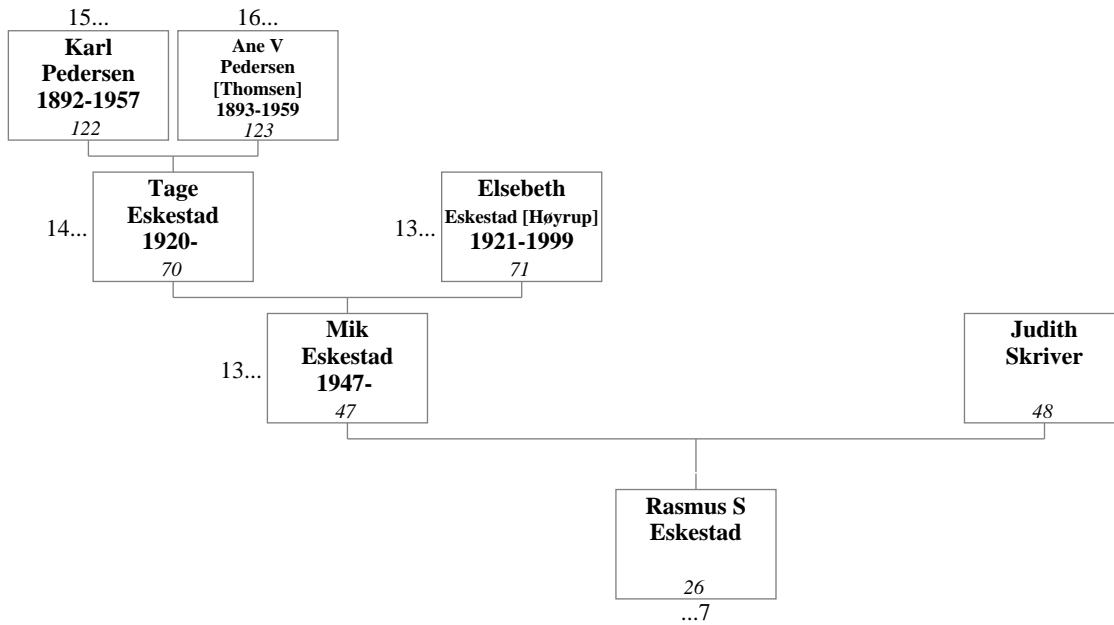 15...
16...
Karl
Pedersen
1892-1957
122
Ane V
Pedersen
[Thomsen]
1893-1959
123
14...
Tage
Eskestad
1920-
70
13...
Elsebeth
Eskestad [Høyrup]
1921-1999
71
13...
Mik
Eskestad
1947-
47
Judith
Skriver
48
Rasmus S
Eskestad
26
...7